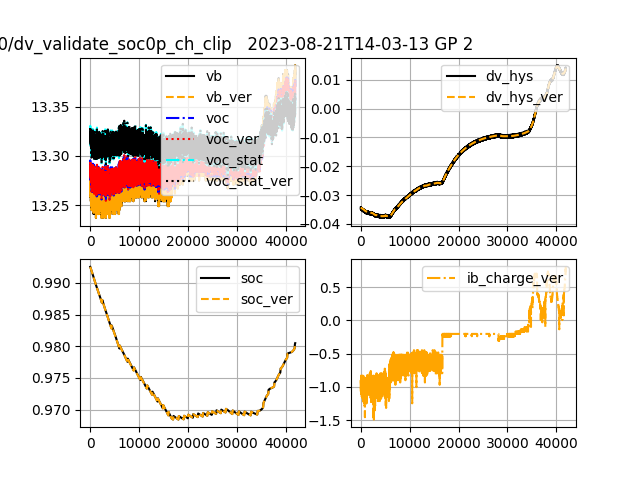 0/dv_validate_soc0p_ch_clip   2023-08-21T14-03-13 GP 2
13.35
13.30
13.25
0 10000 20000 30000 40000
vb
vb_ver
voc
voc_ver
voc_stat
voc_stat_ver
0.01
0.00
−0.01
−0.02
−0.03
−0.04
0 10000 20000 30000 40000
dv_hys
dv_hys_ver
0.990
0.985
0.980
0.975
0.970
0 10000 20000 30000 40000
soc
soc_ver
0.5
0.0
−0.5
−1.0
−1.5
0 10000 20000 30000 40000
ib_charge_ver